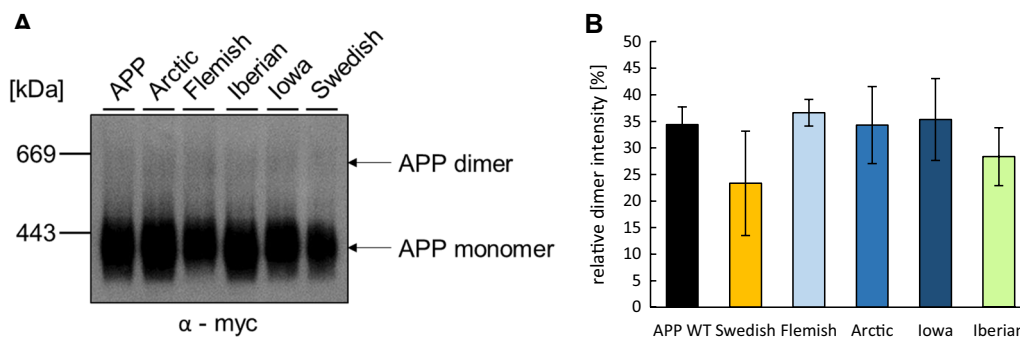 A
APP Arctic Flemish Iberian Iowa Swedish
[kDa]
669
APP dimer
443
APP monomer
α - myc
B
relative dimer intensity [%]
50
45
40
35
30
25
20
15
10
5
0
APP WT Swedish Flemish Arctic Iowa Iberian